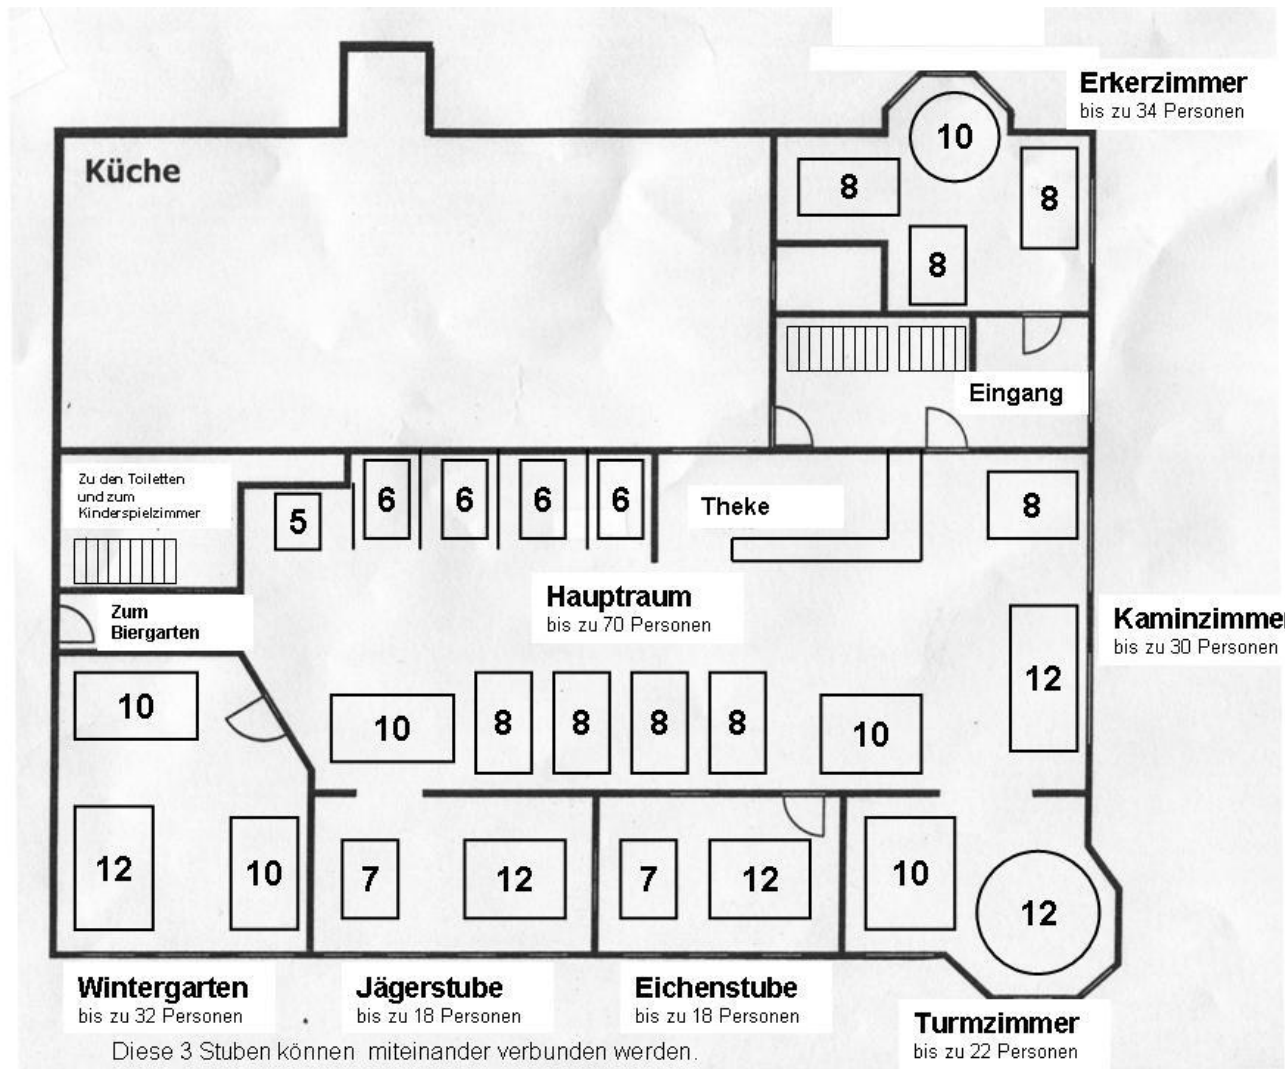 Erkerzimmer
bis zu 34 Personen
10
8
8
8
Küche
Eingang
Zu den Toiletten
und zum
Kinderspielzimmer
5
6
6
6
6
Theke
8
Hauptraum
bis zu 70 Personen
Zum
Biergarten
Kaminzimmer
bis zu 30 Personen
12
10
10
8
8
8
8
10
12
10
7
12
7
12
10
12
Wintergarten
bis zu 32 Personen
Jägerstube
bis zu 18 Personen
Eichenstube
bis zu 18 Personen
Turmzimmer
bis zu 22 Personen
Diese 3 Stuben können miteinander verbunden werden.